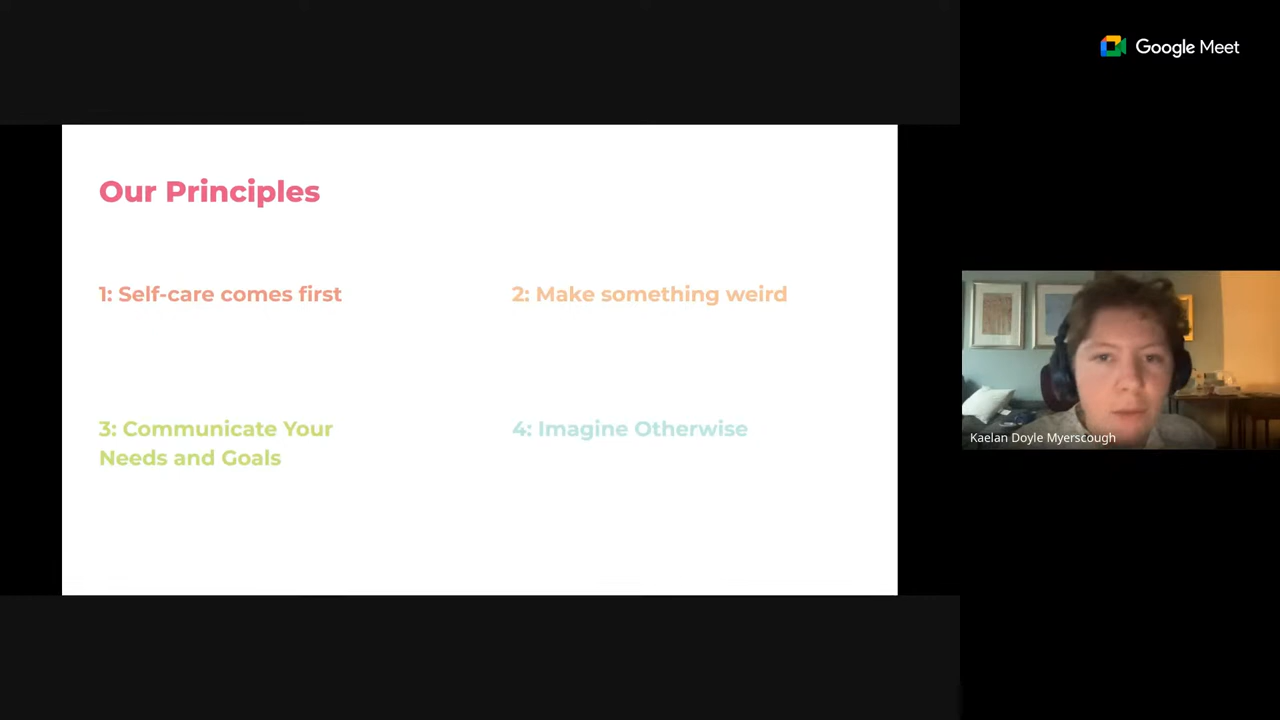 Google Meet
Our Principles
1: Self-care comes first
2: Make something weird
3: Communicate Your
Needs and Goals
4: Imagine Otherwise
Kaelan Doyle Myerscough